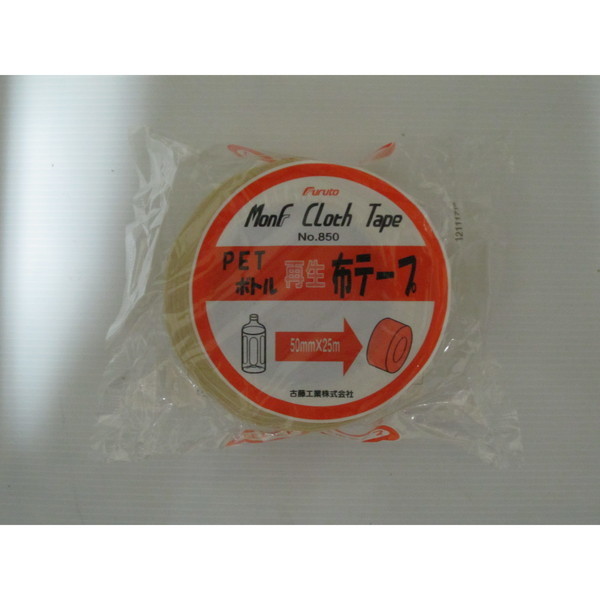 Furuto
Monf Cloth Tape
No.850
PET
ボトル 再生 布テープ
50mm×25m
古藤工業株式会社